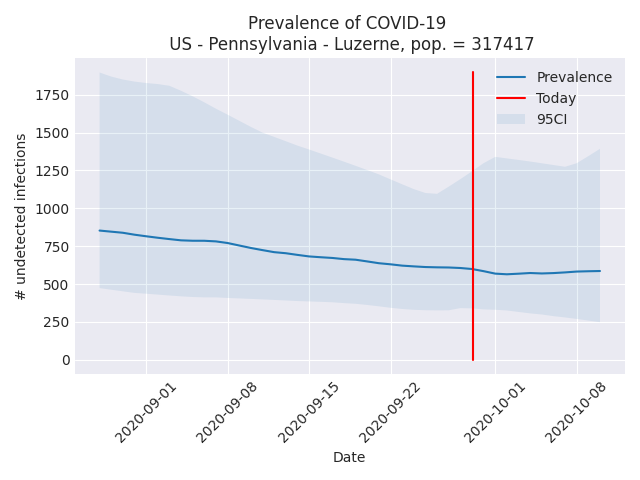 Prevalence of COVID-19
US - Pennsylvania - Luzerne, pop. = 317417
Prevalence
Today
95CI
# undetected infections
1750
1500
1250
1000
750
500
250
0
2020-09-01
2020-09-08
2020-09-15
2020-09-22
2020-10-01
2020-10-08
Date